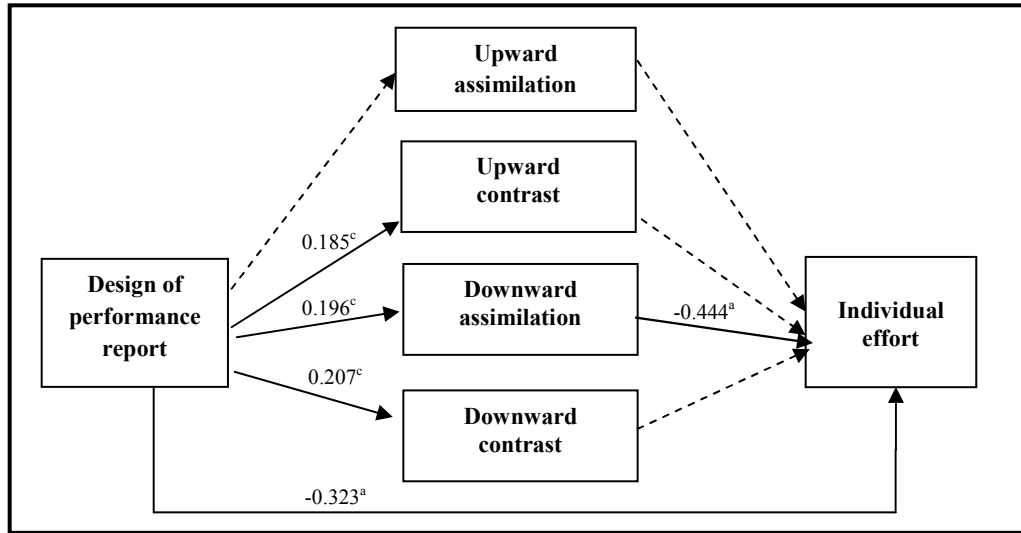 Upward
assimilation
Upward
contrast
0.185ᶜ
Design of
performance
report
0.196ᶜ
Downward
assimilation
-0.444ᵃ
Individual
effort
0.207ᶜ
Downward
contrast
-0.323ᵃ